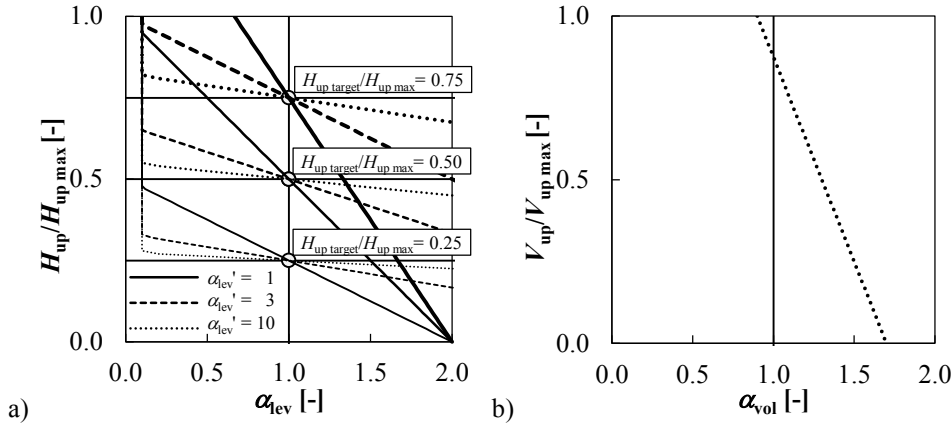 1.0
0.5
0.0
H_up/H_up max [-]
H_up target/H_up max = 0.75
H_up target/H_up max = 0.50
H_up target/H_up max = 0.25
α_lev' = 1
α_lev' = 3
α_lev' = 10
0.0 0.5 1.0 1.5 2.0
α_lev [-]
a)
1.0
0.5
0.0
V_up/V_up max [-]
0.0 0.5 1.0 1.5 2.0
α_vol [-]
b)